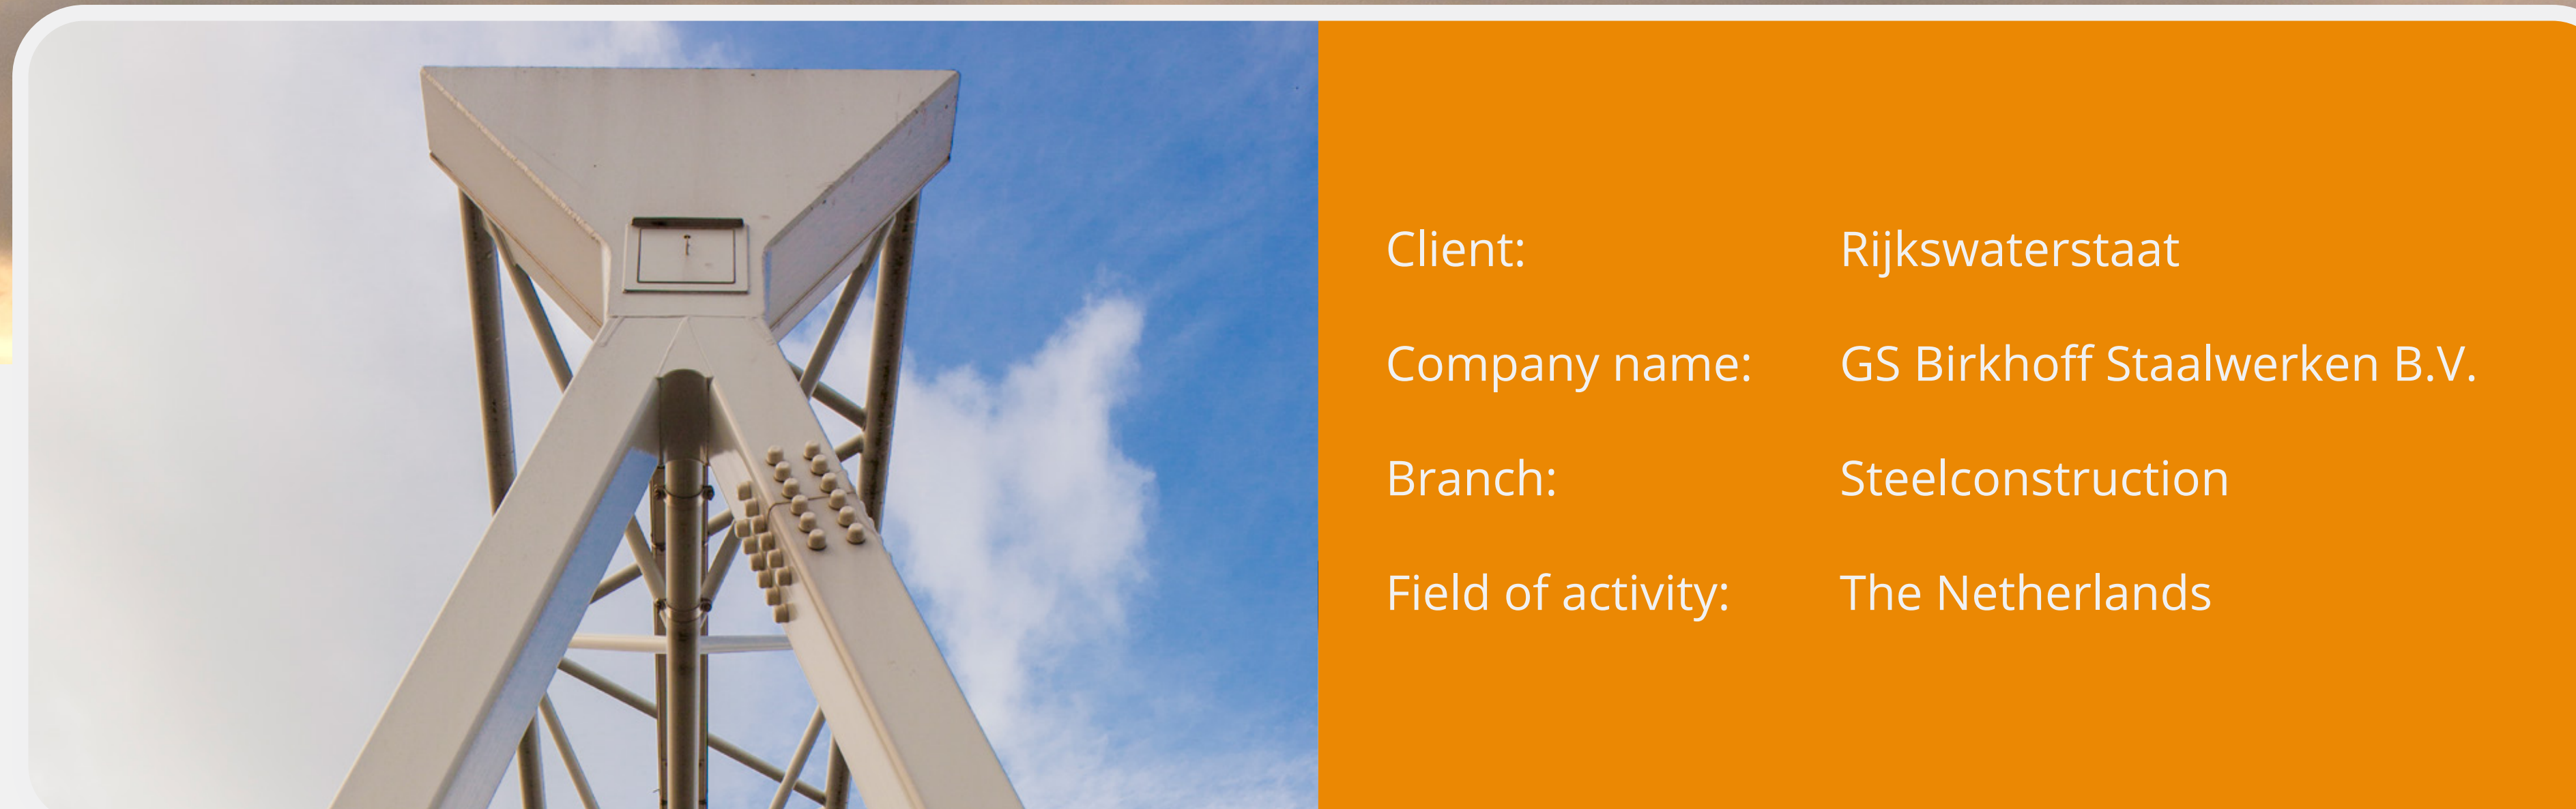 Client: Rijkswaterstaat
Company name: GS Birkhoff Staalwerken B.V.
Branch: Steelconstruction
Field of activity: The Netherlands